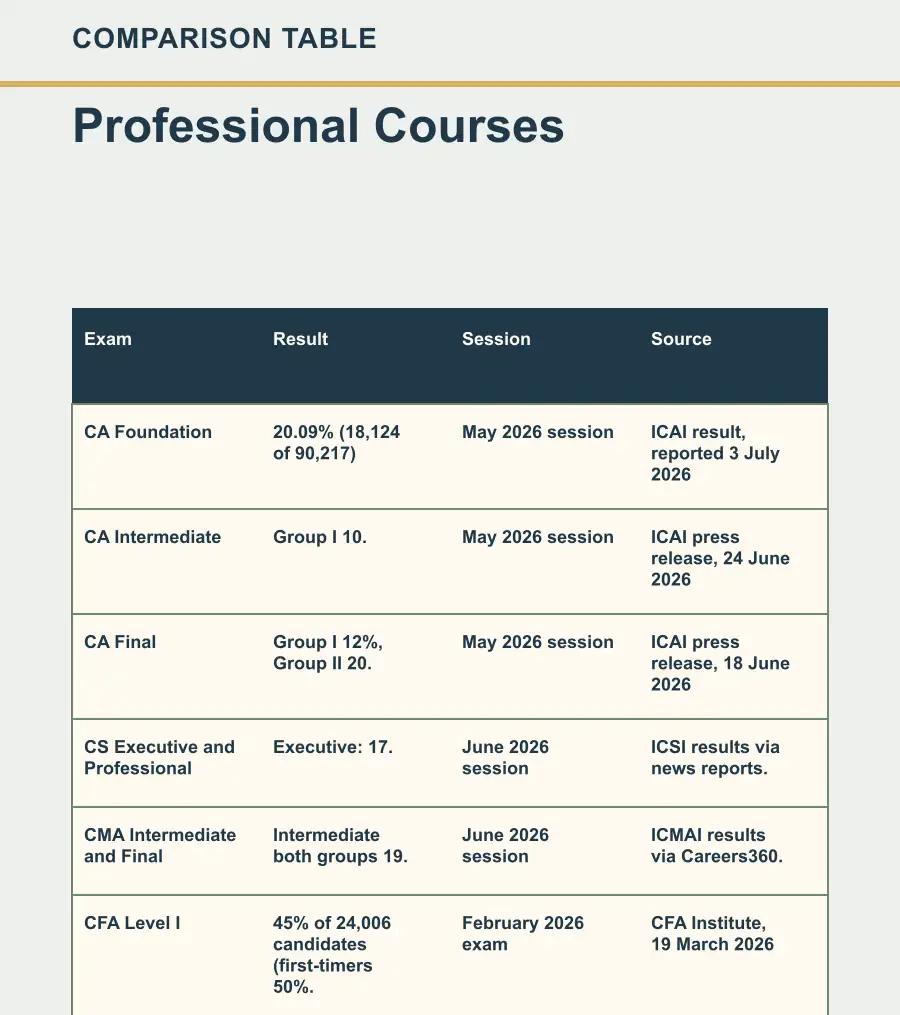 COMPARISON TABLE
Professional Courses
Exam
Result
Session
Source
CA Foundation
20.09% (18,124
of 90,217)
May 2026 session
ICAI result,
reported 3 July
2026
CA Intermediate
Group I 10.
May 2026 session
ICAI press
release, 24 June
2026
CA Final
Group I 12%,
Group II 20.
May 2026 session
ICAI press
release, 18 June
2026
CS Executive and
Professional
Executive: 17.
June 2026
session
ICSI results via
news reports.
CMA Intermediate
and Final
Intermediate
both groups 19.
June 2026
session
ICMAI results
via Careers360.
CFA Level I
45% of 24,006
candidates
(first-timers
50%.
February 2026
exam
CFA Institute,
19 March 2026